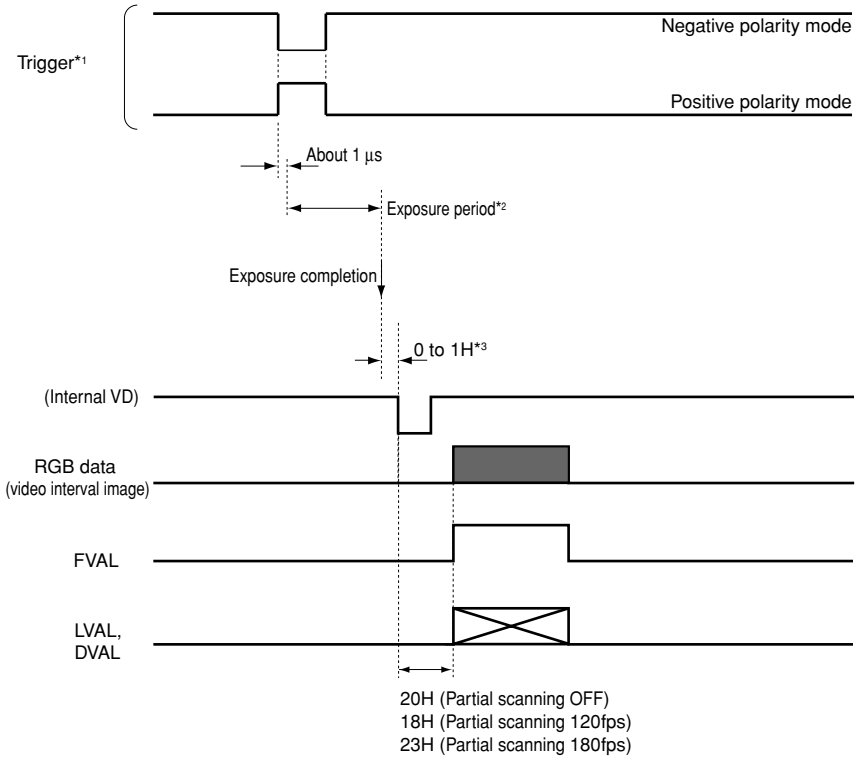 Negative polarity mode
Trigger*1
Positive polarity mode
About 1 μs
Exposure period*2
Exposure completion
0 to 1H*3
(Internal VD)
RGB data
(video interval image)
FVAL
LVAL,
DVAL
20H (Partial scanning OFF)
18H (Partial scanning 120fps)
23H (Partial scanning 180fps)